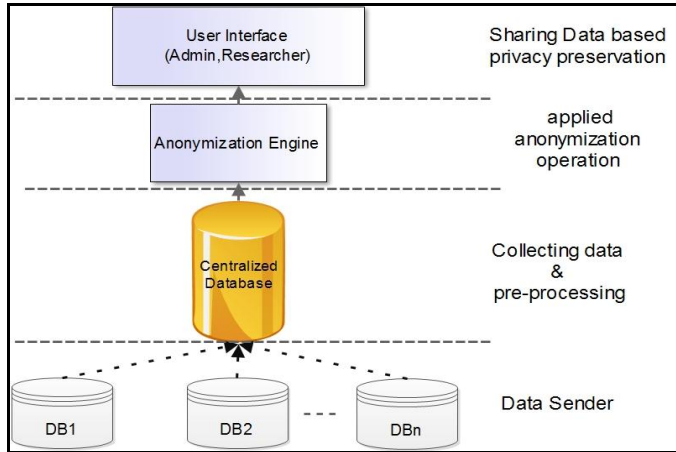 User Interface
(Admin,Researcher)
Sharing Data based
privacy preservation
Anonymization Engine
applied
anonymization
operation
Centralized
Database
Collecting data
&
pre-processing
DB1
DB2
DBn
Data Sender